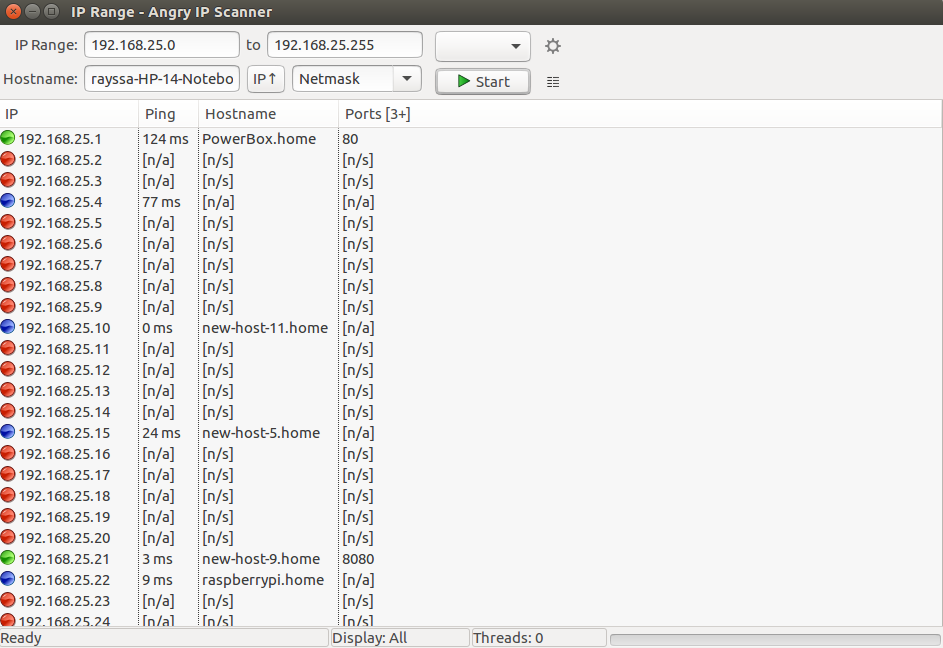 IP Range - Angry IP Scanner
IP Range: 192.168.25.0 to 192.168.25.255
Hostname: rayssa-HP-14-Notebo IP↑ Netmask Start
IP Ping Hostname Ports [3+]
192.168.25.1 124 ms PowerBox.home 80
192.168.25.2 [n/a] [n/s] [n/s]
192.168.25.3 [n/a] [n/s] [n/s]
192.168.25.4 77 ms [n/a] [n/a]
192.168.25.5 [n/a] [n/s] [n/s]
192.168.25.6 [n/a] [n/s] [n/s]
192.168.25.7 [n/a] [n/s] [n/s]
192.168.25.8 [n/a] [n/s] [n/s]
192.168.25.9 [n/a] [n/s] [n/s]
192.168.25.10 0 ms new-host-11.home [n/a]
192.168.25.11 [n/a] [n/s] [n/s]
192.168.25.12 [n/a] [n/s] [n/s]
192.168.25.13 [n/a] [n/s] [n/s]
192.168.25.14 [n/a] [n/s] [n/s]
192.168.25.15 24 ms new-host-5.home [n/a]
192.168.25.16 [n/a] [n/s] [n/s]
192.168.25.17 [n/a] [n/s] [n/s]
192.168.25.18 [n/a] [n/s] [n/s]
192.168.25.19 [n/a] [n/s] [n/s]
192.168.25.20 [n/a] [n/s] [n/s]
192.168.25.21 3 ms new-host-9.home 8080
192.168.25.22 9 ms raspberrypi.home [n/a]
192.168.25.23 [n/a] [n/s] [n/s]
192.168.25.24 [n/a] [n/s] [n/s]
Ready Display: All Threads: 0